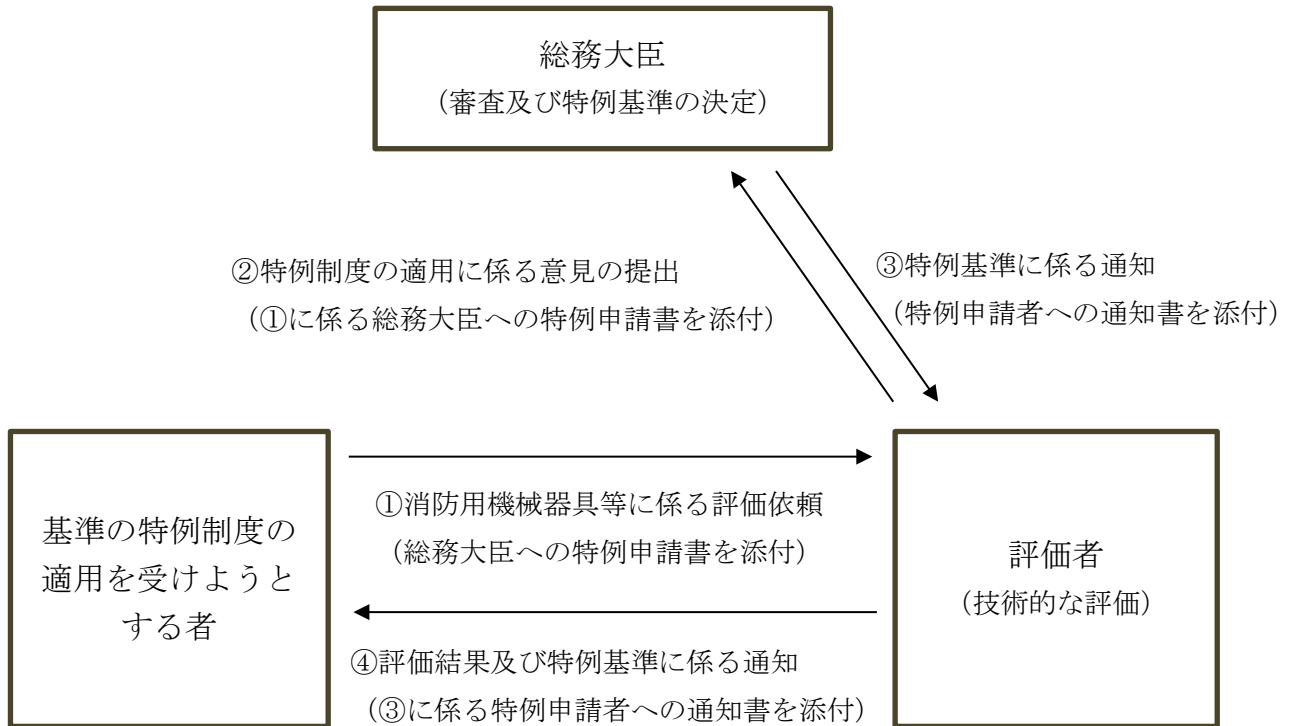 総務大臣
（審査及び特例基準の決定）
②特例制度の適用に係る意見の提出
（①に係る総務大臣への特例申請書を添付）
③特例基準に係る通知
（特例申請者への通知書を添付）
基準の特例制度の
適用を受けようと
する者
①消防用機械器具等に係る評価依頼
（総務大臣への特例申請書を添付）
④評価結果及び特例基準に係る通知
（③に係る特例申請者への通知書を添付）
評価者
（技術的な評価）